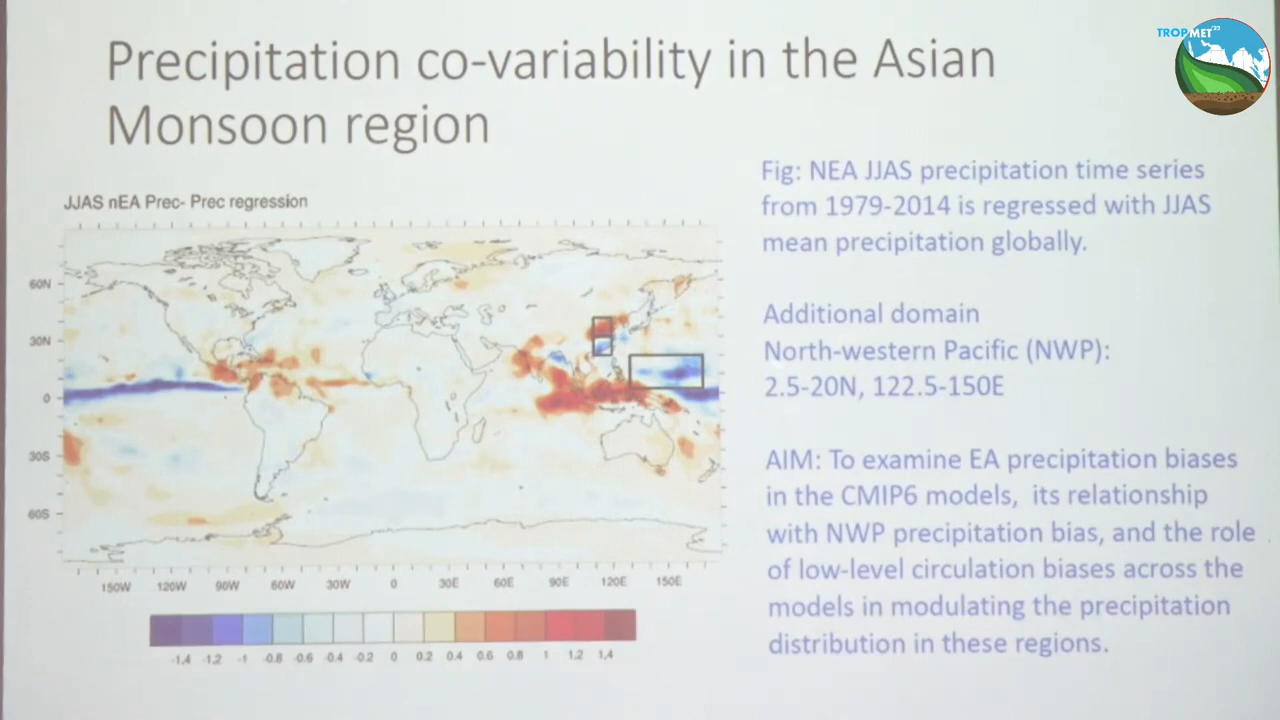 TROPMET'22
Precipitation co-variability in the Asian
Monsoon region
JJAS nEA Prec- Prec regression
60N
30N
0
30S
60S
150W 120W 90W 60W 30W 0 30E 60E 90E 120E 150E
-1.4 -1.2 -1 -0.8 -0.6 -0.4 -0.2 0 0.2 0.4 0.6 0.8 1 1.2 1.4
Fig: NEA JJAS precipitation time series
from 1979-2014 is regressed with JJAS
mean precipitation globally.
Additional domain
North-western Pacific (NWP):
2.5-20N, 122.5-150E
AIM: To examine EA precipitation biases
in the CMIP6 models, its relationship
with NWP precipitation bias, and the role
of low-level circulation biases across the
models in modulating the precipitation
distribution in these regions.